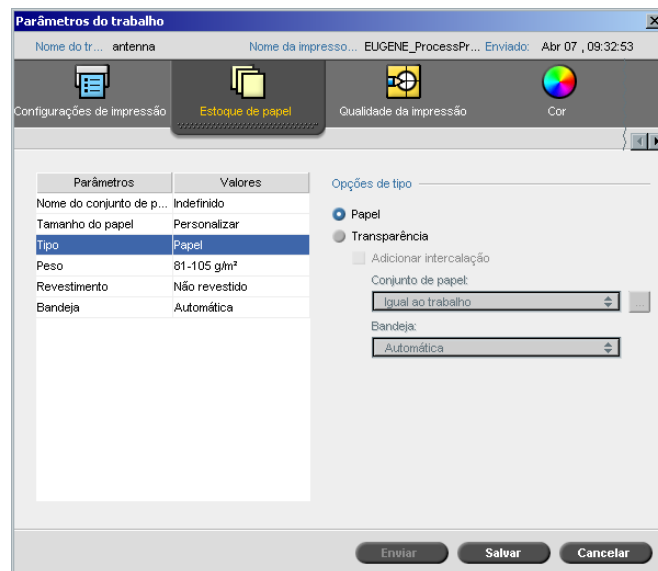 Parâmetros do trabalho
Nome do tr... antenna Nome da impresso... EUGENE_ProcessPr... Enviado: Abr 07 , 09:32:53
Configurações de impressão Estoque de papel Qualidade da impressão Cor
Parâmetros Valores
Nome do conjunto de p... Indefinido
Tamanho do papel Personalizar
Tipo Papel
Peso 81-105 g/m²
Revestimento Não revestido
Bandeja Automática
Opções de tipo
Papel
Transparência
Adicionar intercalação
Conjunto de papel:
Igual ao trabalho ...
Bandeja:
Automática
Enviar Salvar Cancelar